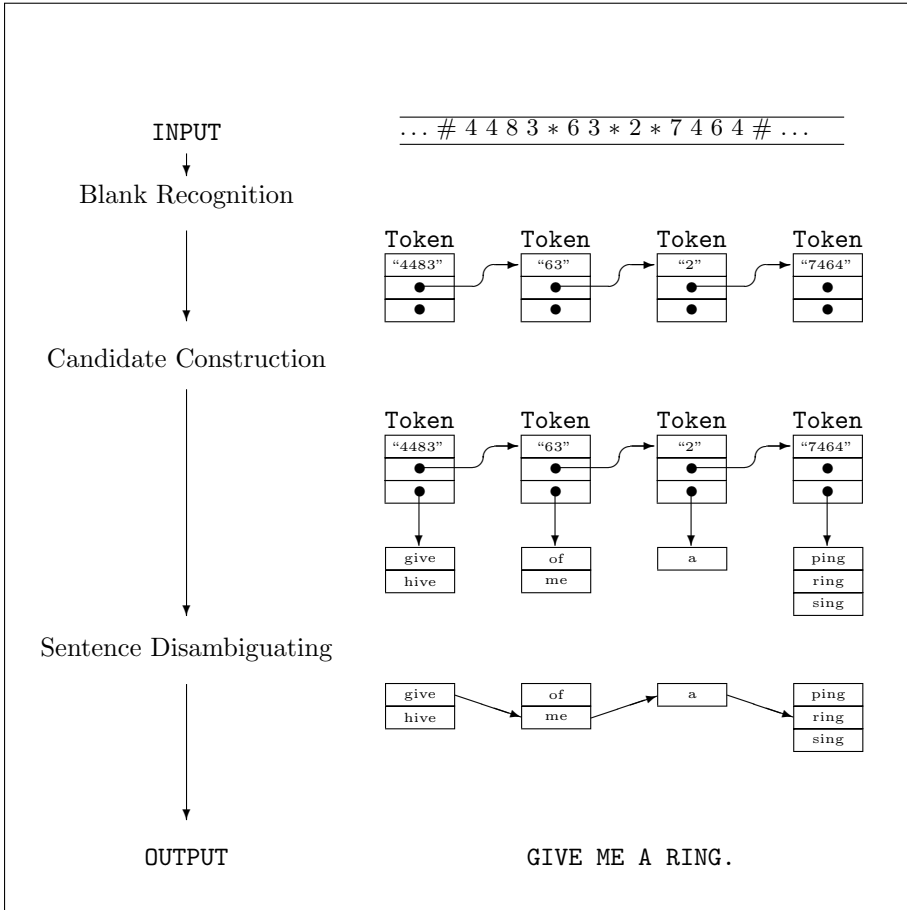 INPUT
… # 4 4 8 3 ∗ 6 3 ∗ 2 ∗ 7 4 6 4 # …
Blank Recognition
Token Token Token Token
“4483” “63” “2” “7464”
Candidate Construction
Token Token Token Token
“4483” “63” “2” “7464”
give of a ping
hive me ring
sing
Sentence Disambiguating
give of a ping
hive me ring
sing
OUTPUT GIVE ME A RING.